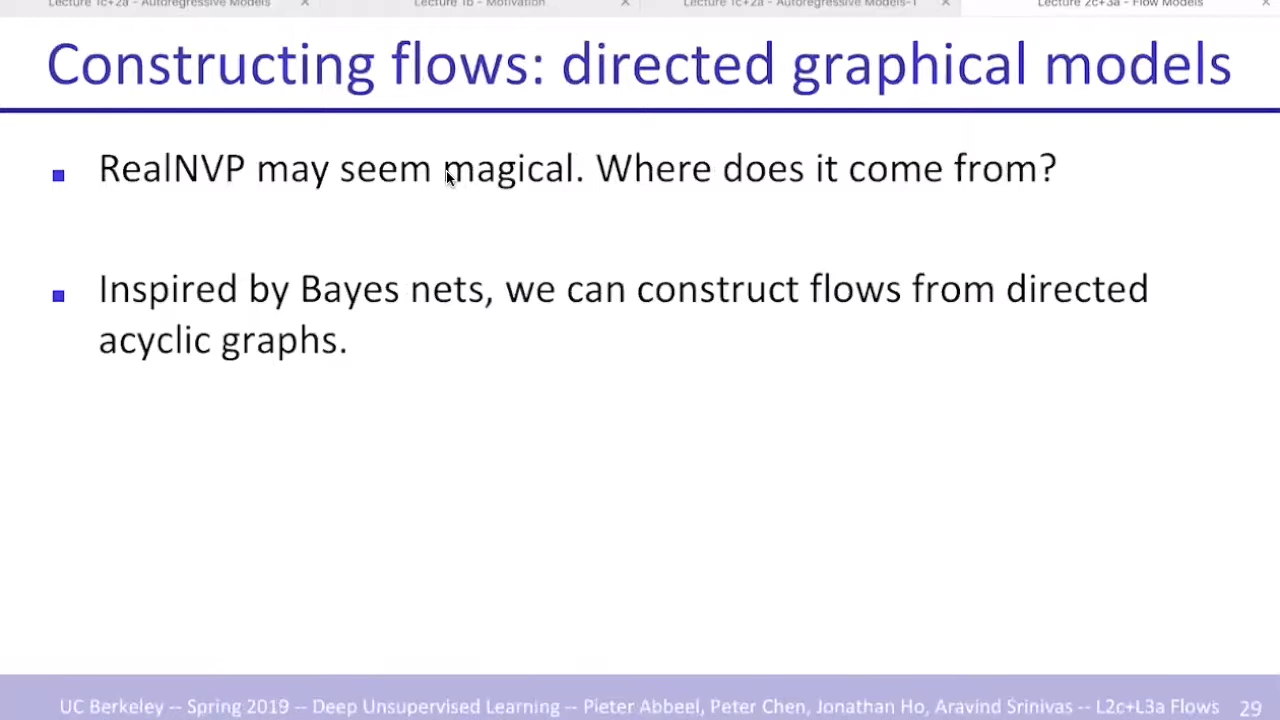 Lecture 1c+2a - Autoregressive Models × Lecture 1b - Motivation × Lecture 1c+2a - Autoregressive Models-1 × Lecture 2c+3a - Flow Models ×
Constructing flows: directed graphical models
RealNVP may seem magical. Where does it come from?
Inspired by Bayes nets, we can construct flows from directed
acyclic graphs.
UC Berkeley -- Spring 2019 -- Deep Unsupervised Learning -- Pieter Abbeel, Peter Chen, Jonathan Ho, Aravind Srinivas -- L2c+L3a Flows 29